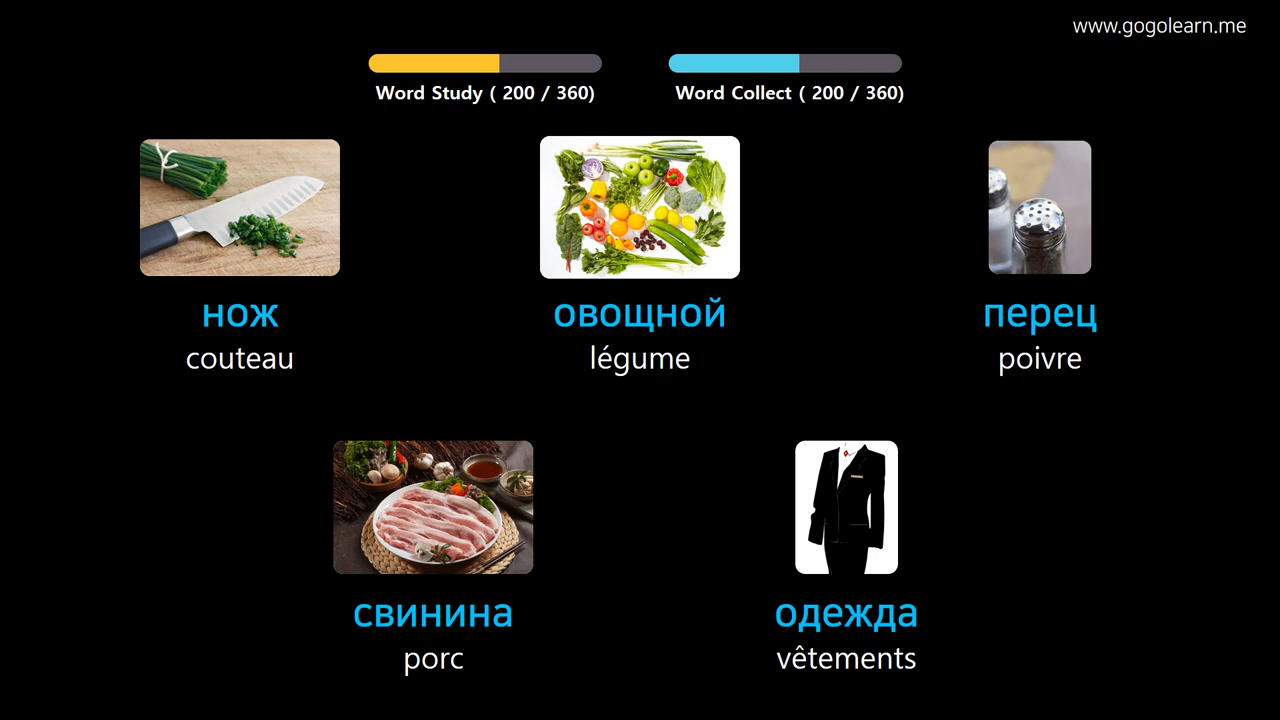 www.gogolearn.me
Word Study ( 200 / 360)
Word Collect ( 200 / 360)
нож
couteau
овощной
légume
перец
poivre
свинина
porc
одежда
vêtements